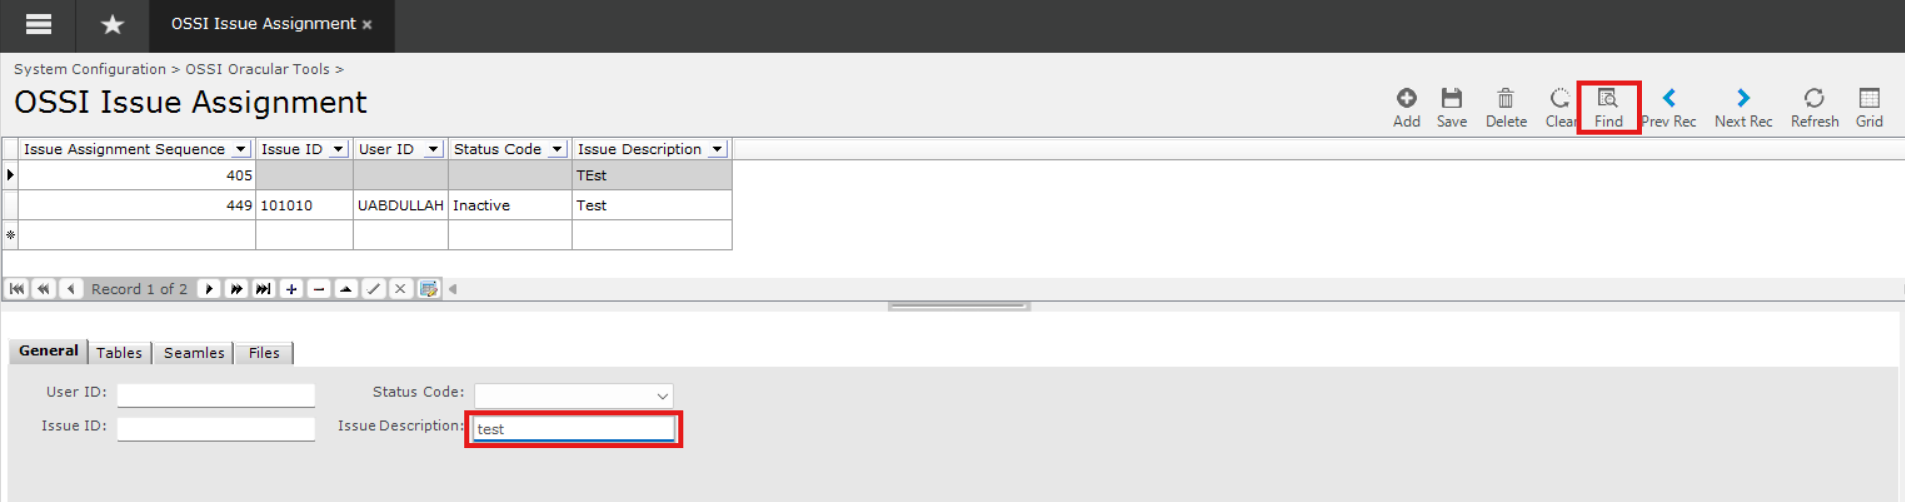 OSSI Issue Assignment ×
System Configuration > OSSI Oracular Tools >
OSSI Issue Assignment
Add Save Delete Clear Find Prev Rec Next Rec Refresh Grid
Issue Assignment Sequence Issue ID User ID Status Code Issue Description
405 TEst
449 101010 UABDULLAH Inactive Test
Record 1 of 2
General Tables Seamles Files
User ID: Status Code:
Issue ID: Issue Description: test